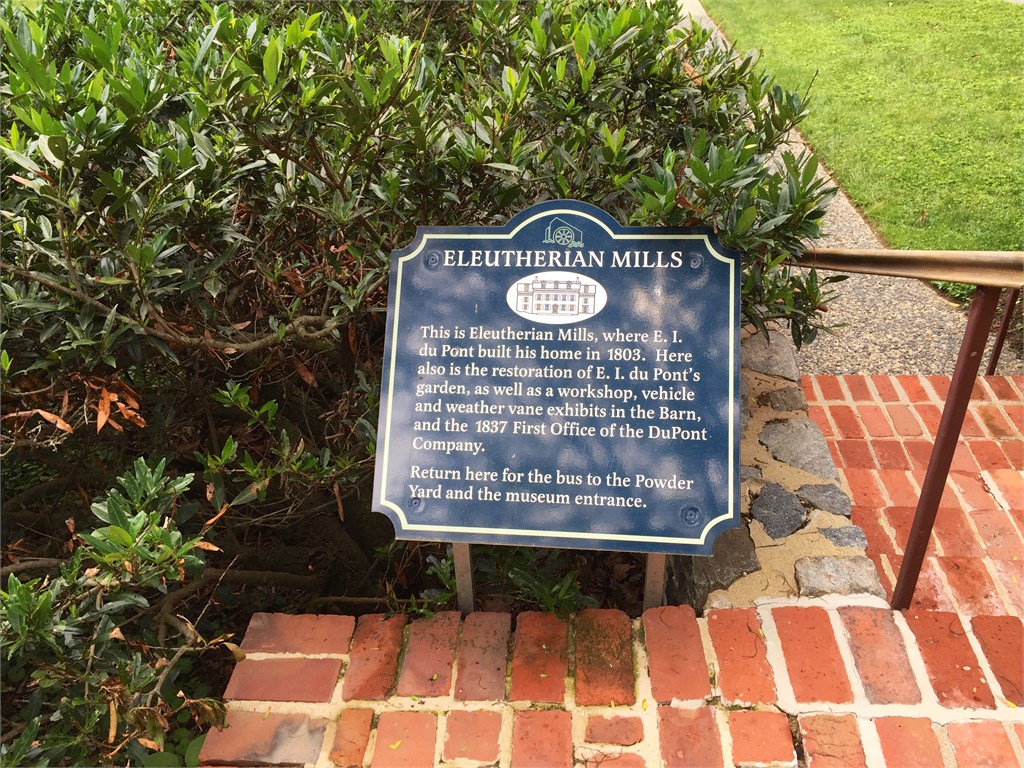 ELEUTHERIAN MILLS
This is Eleutherian Mills, where E. I.
du Pont built his home in 1803. Here
also is the restoration of E. I. du Pont's
garden, as well as a workshop, vehicle
and weather vane exhibits in the Barn,
and the 1837 First Office of the DuPont
Company.
Return here for the bus to the Powder
Yard and the museum entrance.